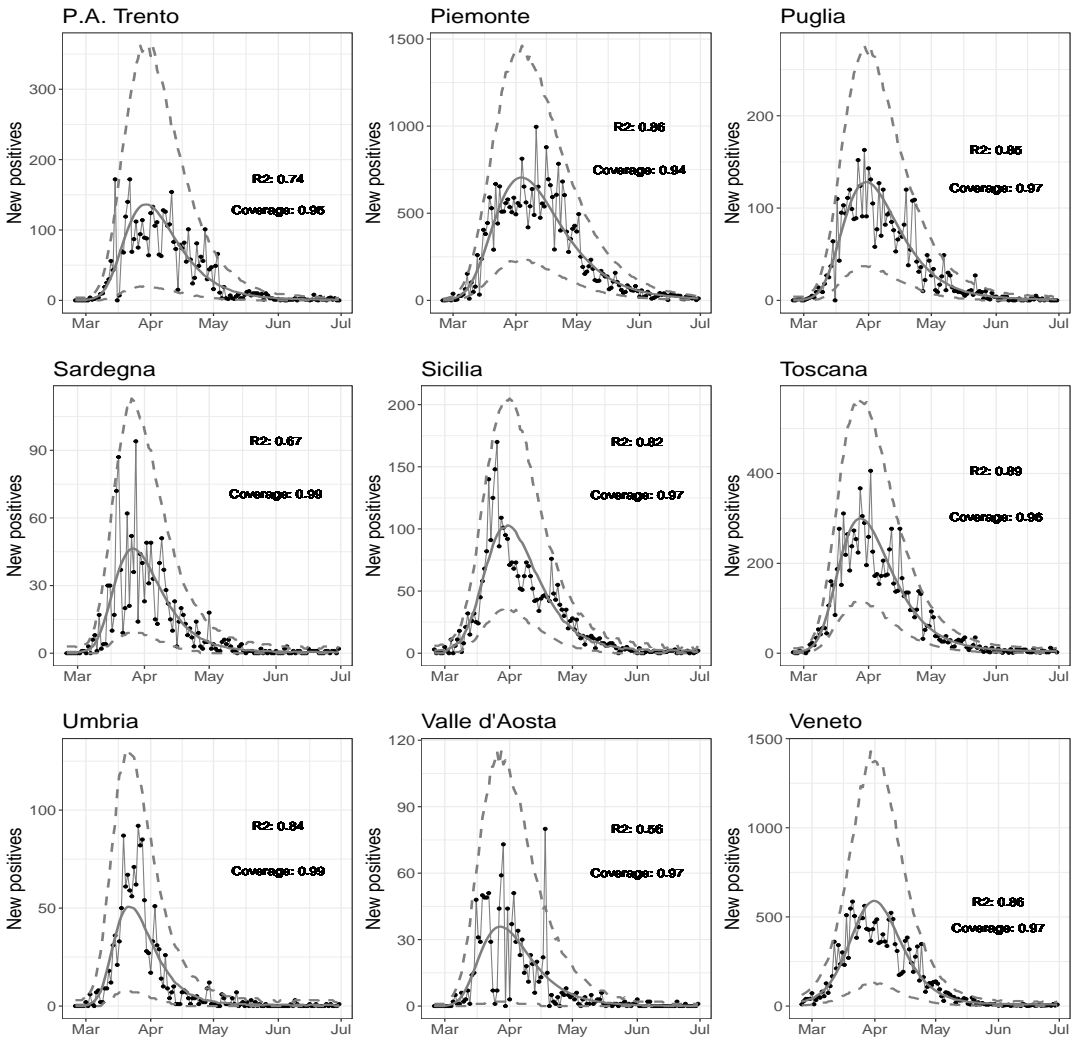 P.A. Trento
Piemonte
Puglia
New positives
300
200
100
0
R2: 0.74
Coverage: 0.95
Mar Apr May Jun Jul
New positives
1500
1000
500
0
R2: 0.86
Coverage: 0.94
Mar Apr May Jun Jul
New positives
200
100
0
R2: 0.85
Coverage: 0.97
Mar Apr May Jun Jul
Sardegna
Sicilia
Toscana
New positives
90
60
30
0
R2: 0.67
Coverage: 0.99
Mar Apr May Jun Jul
New positives
200
150
100
50
0
R2: 0.82
Coverage: 0.97
Mar Apr May Jun Jul
New positives
400
200
0
R2: 0.89
Coverage: 0.96
Mar Apr May Jun Jul
Umbria
Valle d'Aosta
Veneto
New positives
100
50
0
R2: 0.84
Coverage: 0.99
Mar Apr May Jun Jul
New positives
120
90
60
30
0
R2: 0.56
Coverage: 0.97
Mar Apr May Jun Jul
New positives
1500
1000
500
0
R2: 0.86
Coverage: 0.97
Mar Apr May Jun Jul